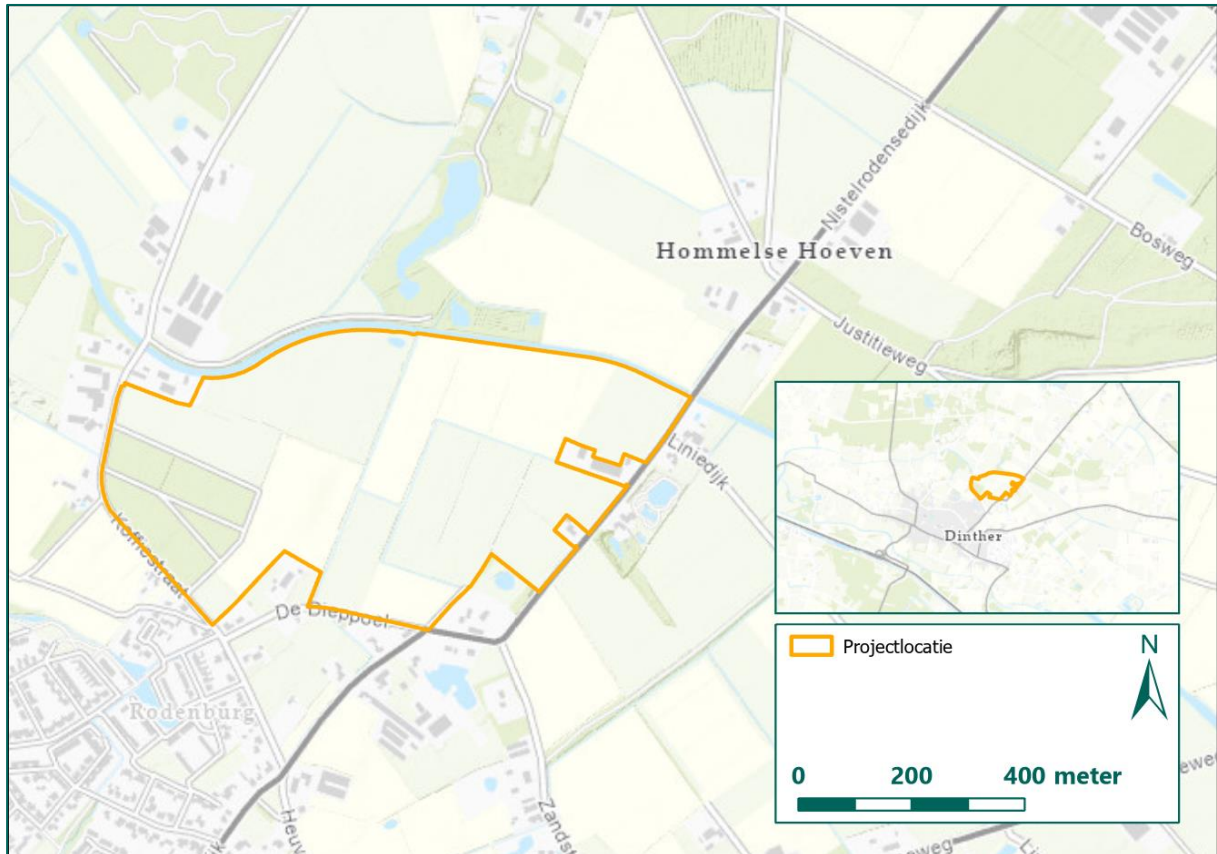 Nistelrodensedijk
Bosweg
Hommelse Hoeven
Justitieweg
Liniedijk
Koffiestraat
De Dieppoel
Rodenburg
Dinther
Projectlocatie
N
0 200 400 meter